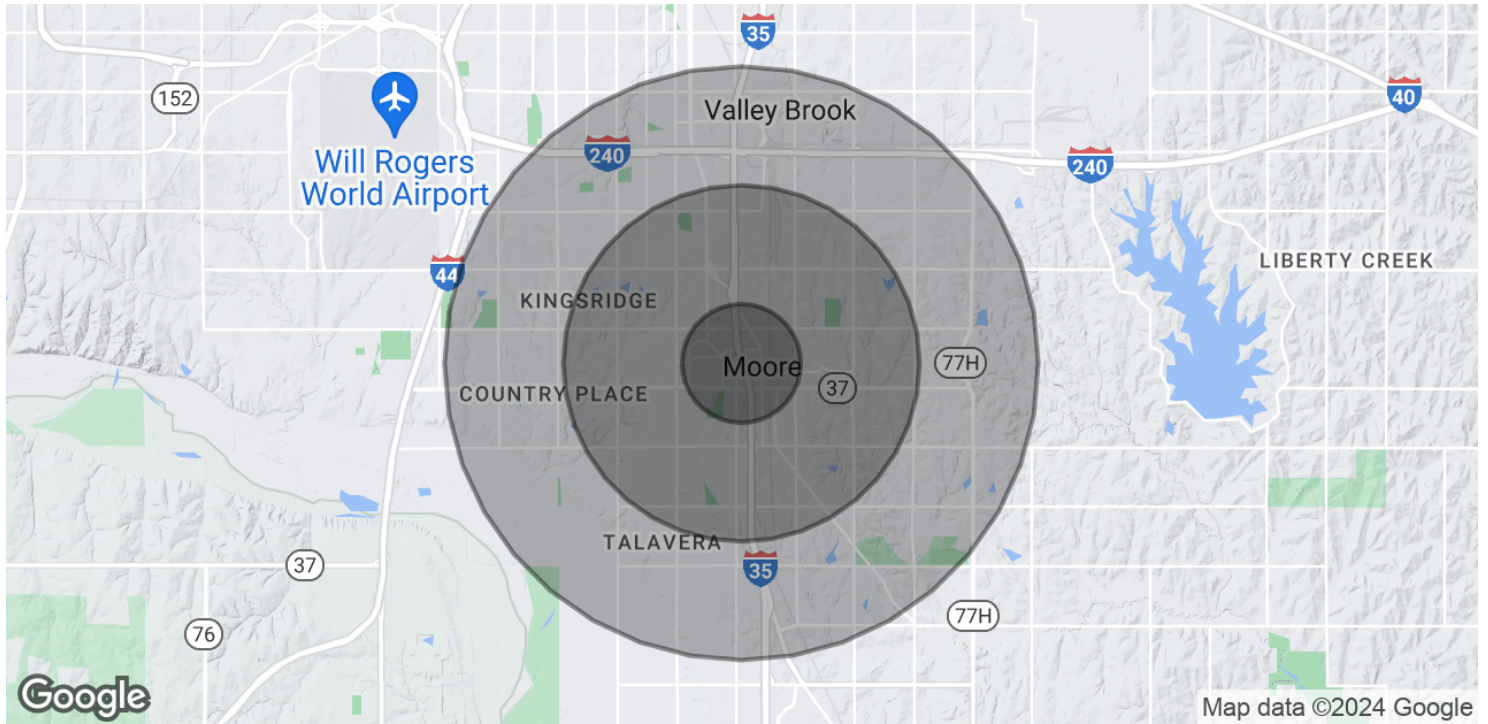 35
40
152
Valley Brook
240
240
Will Rogers
World Airport
LIBERTY CREEK
44
KINGSRIDGE
Moore
77H
37
COUNTRY PLACE
TALAVERA
37
35
77H
76
Google
Map data ©2024 Google